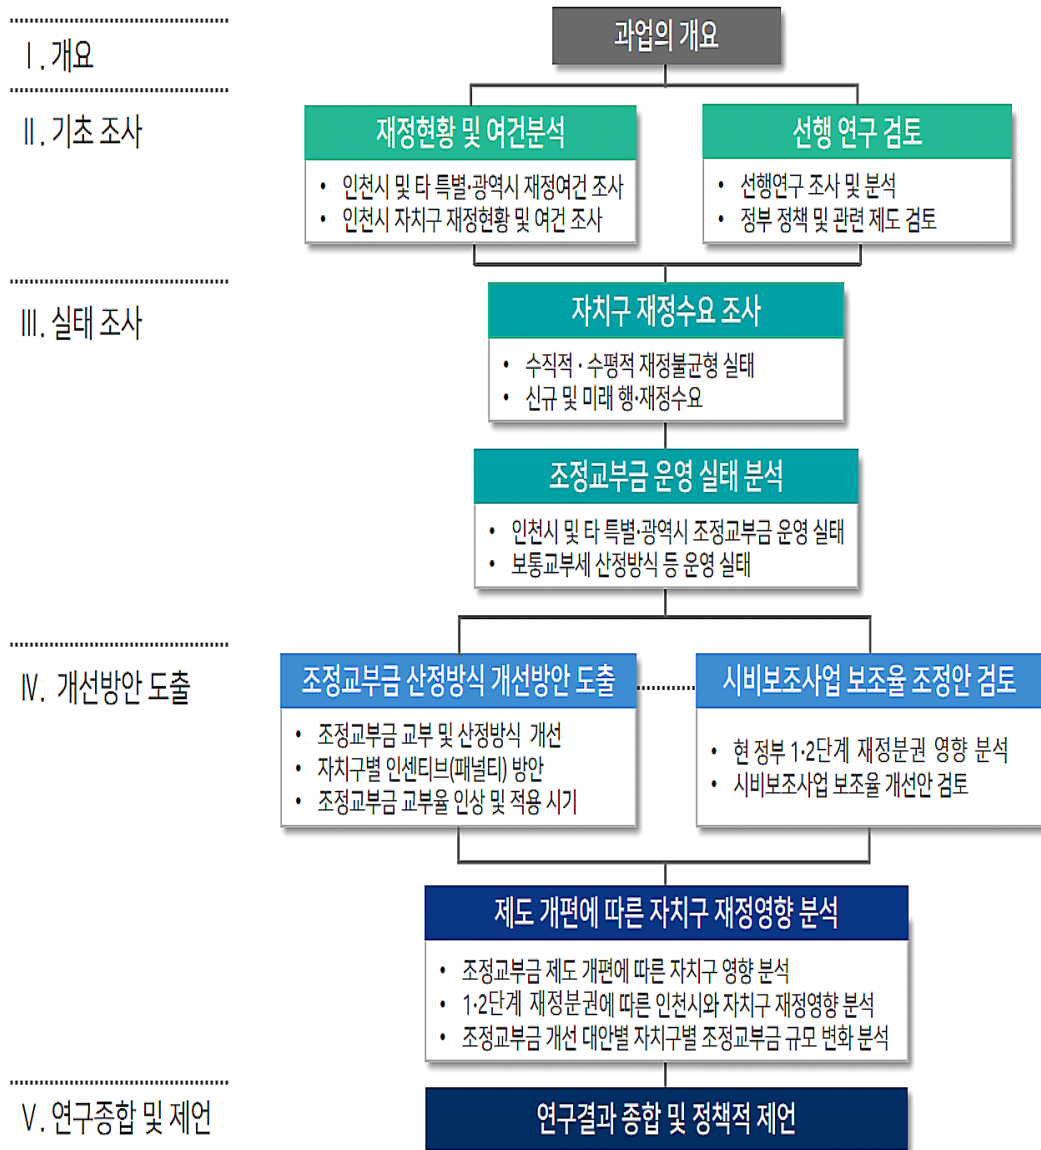 Ⅰ. 개요
과업의 개요
Ⅱ. 기초 조사
재정현황 및 여건분석
• 인천시 및 타 특별·광역시 재정여건 조사
• 인천시 자치구 재정현황 및 여건 조사
선행 연구 검토
• 선행연구 조사 및 분석
• 정부 정책 및 관련 제도 검토
Ⅲ. 실태 조사
자치구 재정수요 조사
• 수직적 · 수평적 재정불균형 실태
• 신규 및 미래 행·재정수요
조정교부금 운영 실태 분석
• 인천시 및 타 특별·광역시 조정교부금 운영 실태
• 보통교부세 산정방식 등 운영 실태
Ⅳ. 개선방안 도출
조정교부금 산정방식 개선방안 도출
• 조정교부금 교부 및 산정방식 개선
• 자치구별 인센티브(패널티) 방안
• 조정교부금 교부율 인상 및 적용 시기
시비보조사업 보조율 조정안 검토
• 현 정부 1·2단계 재정분권 영향 분석
• 시비보조사업 보조율 개선안 검토
제도 개편에 따른 자치구 재정영향 분석
• 조정교부금 제도 개편에 따른 자치구 영향 분석
• 1·2단계 재정분권에 따른 인천시와 자치구 재정영향 분석
• 조정교부금 개선 대안별 자치구별 조정교부금 규모 변화 분석
Ⅴ. 연구종합 및 제언
연구결과 종합 및 정책적 제언